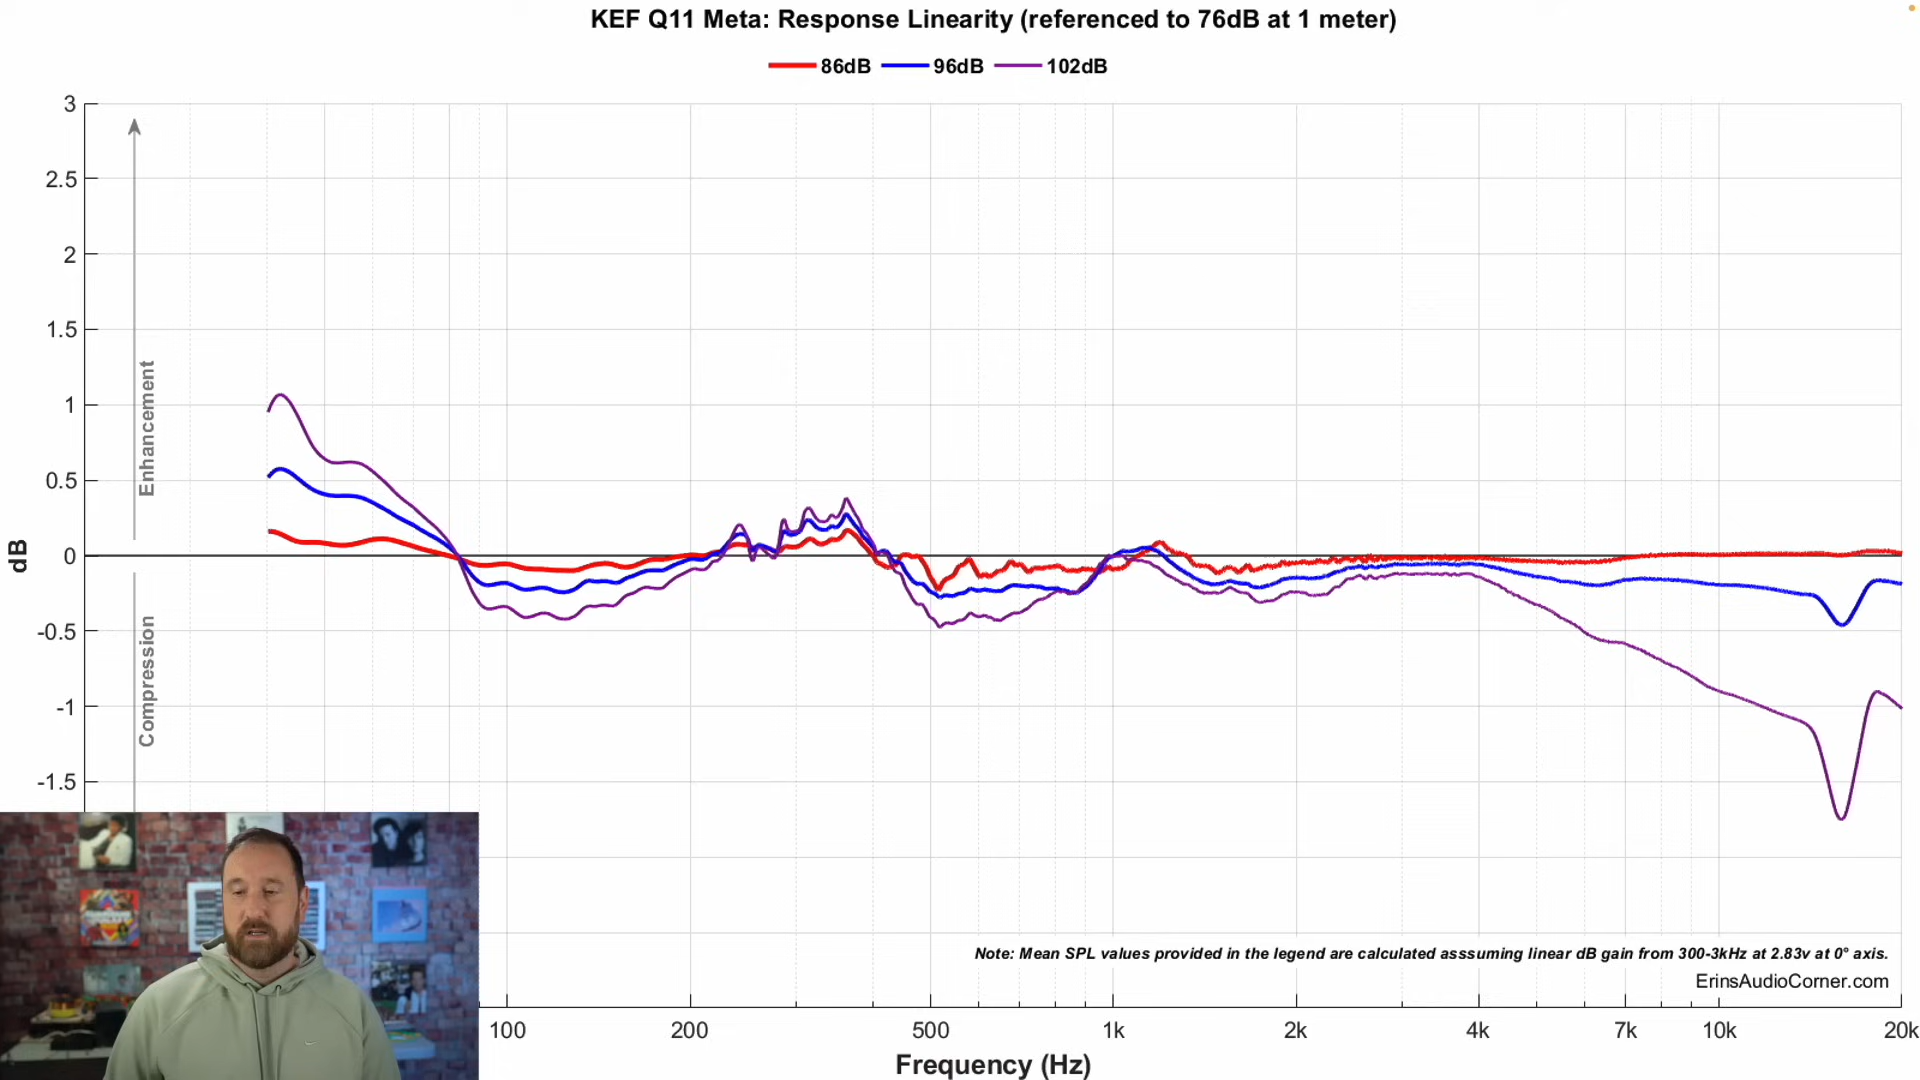 KEF Q11 Meta: Response Linearity (referenced to 76dB at 1 meter)
86dB 96dB 102dB
3
2.5
2
1.5
1
0.5
0
-0.5
-1
-1.5
dB
Enhancement
Compression
Note: Mean SPL values provided in the legend are calculated asssuming linear dB gain from 300-3kHz at 2.83v at 0° axis.
ErinsAudioCorner.com
100 200 500 1k 2k 4k 7k 10k 20k
Frequency (Hz)